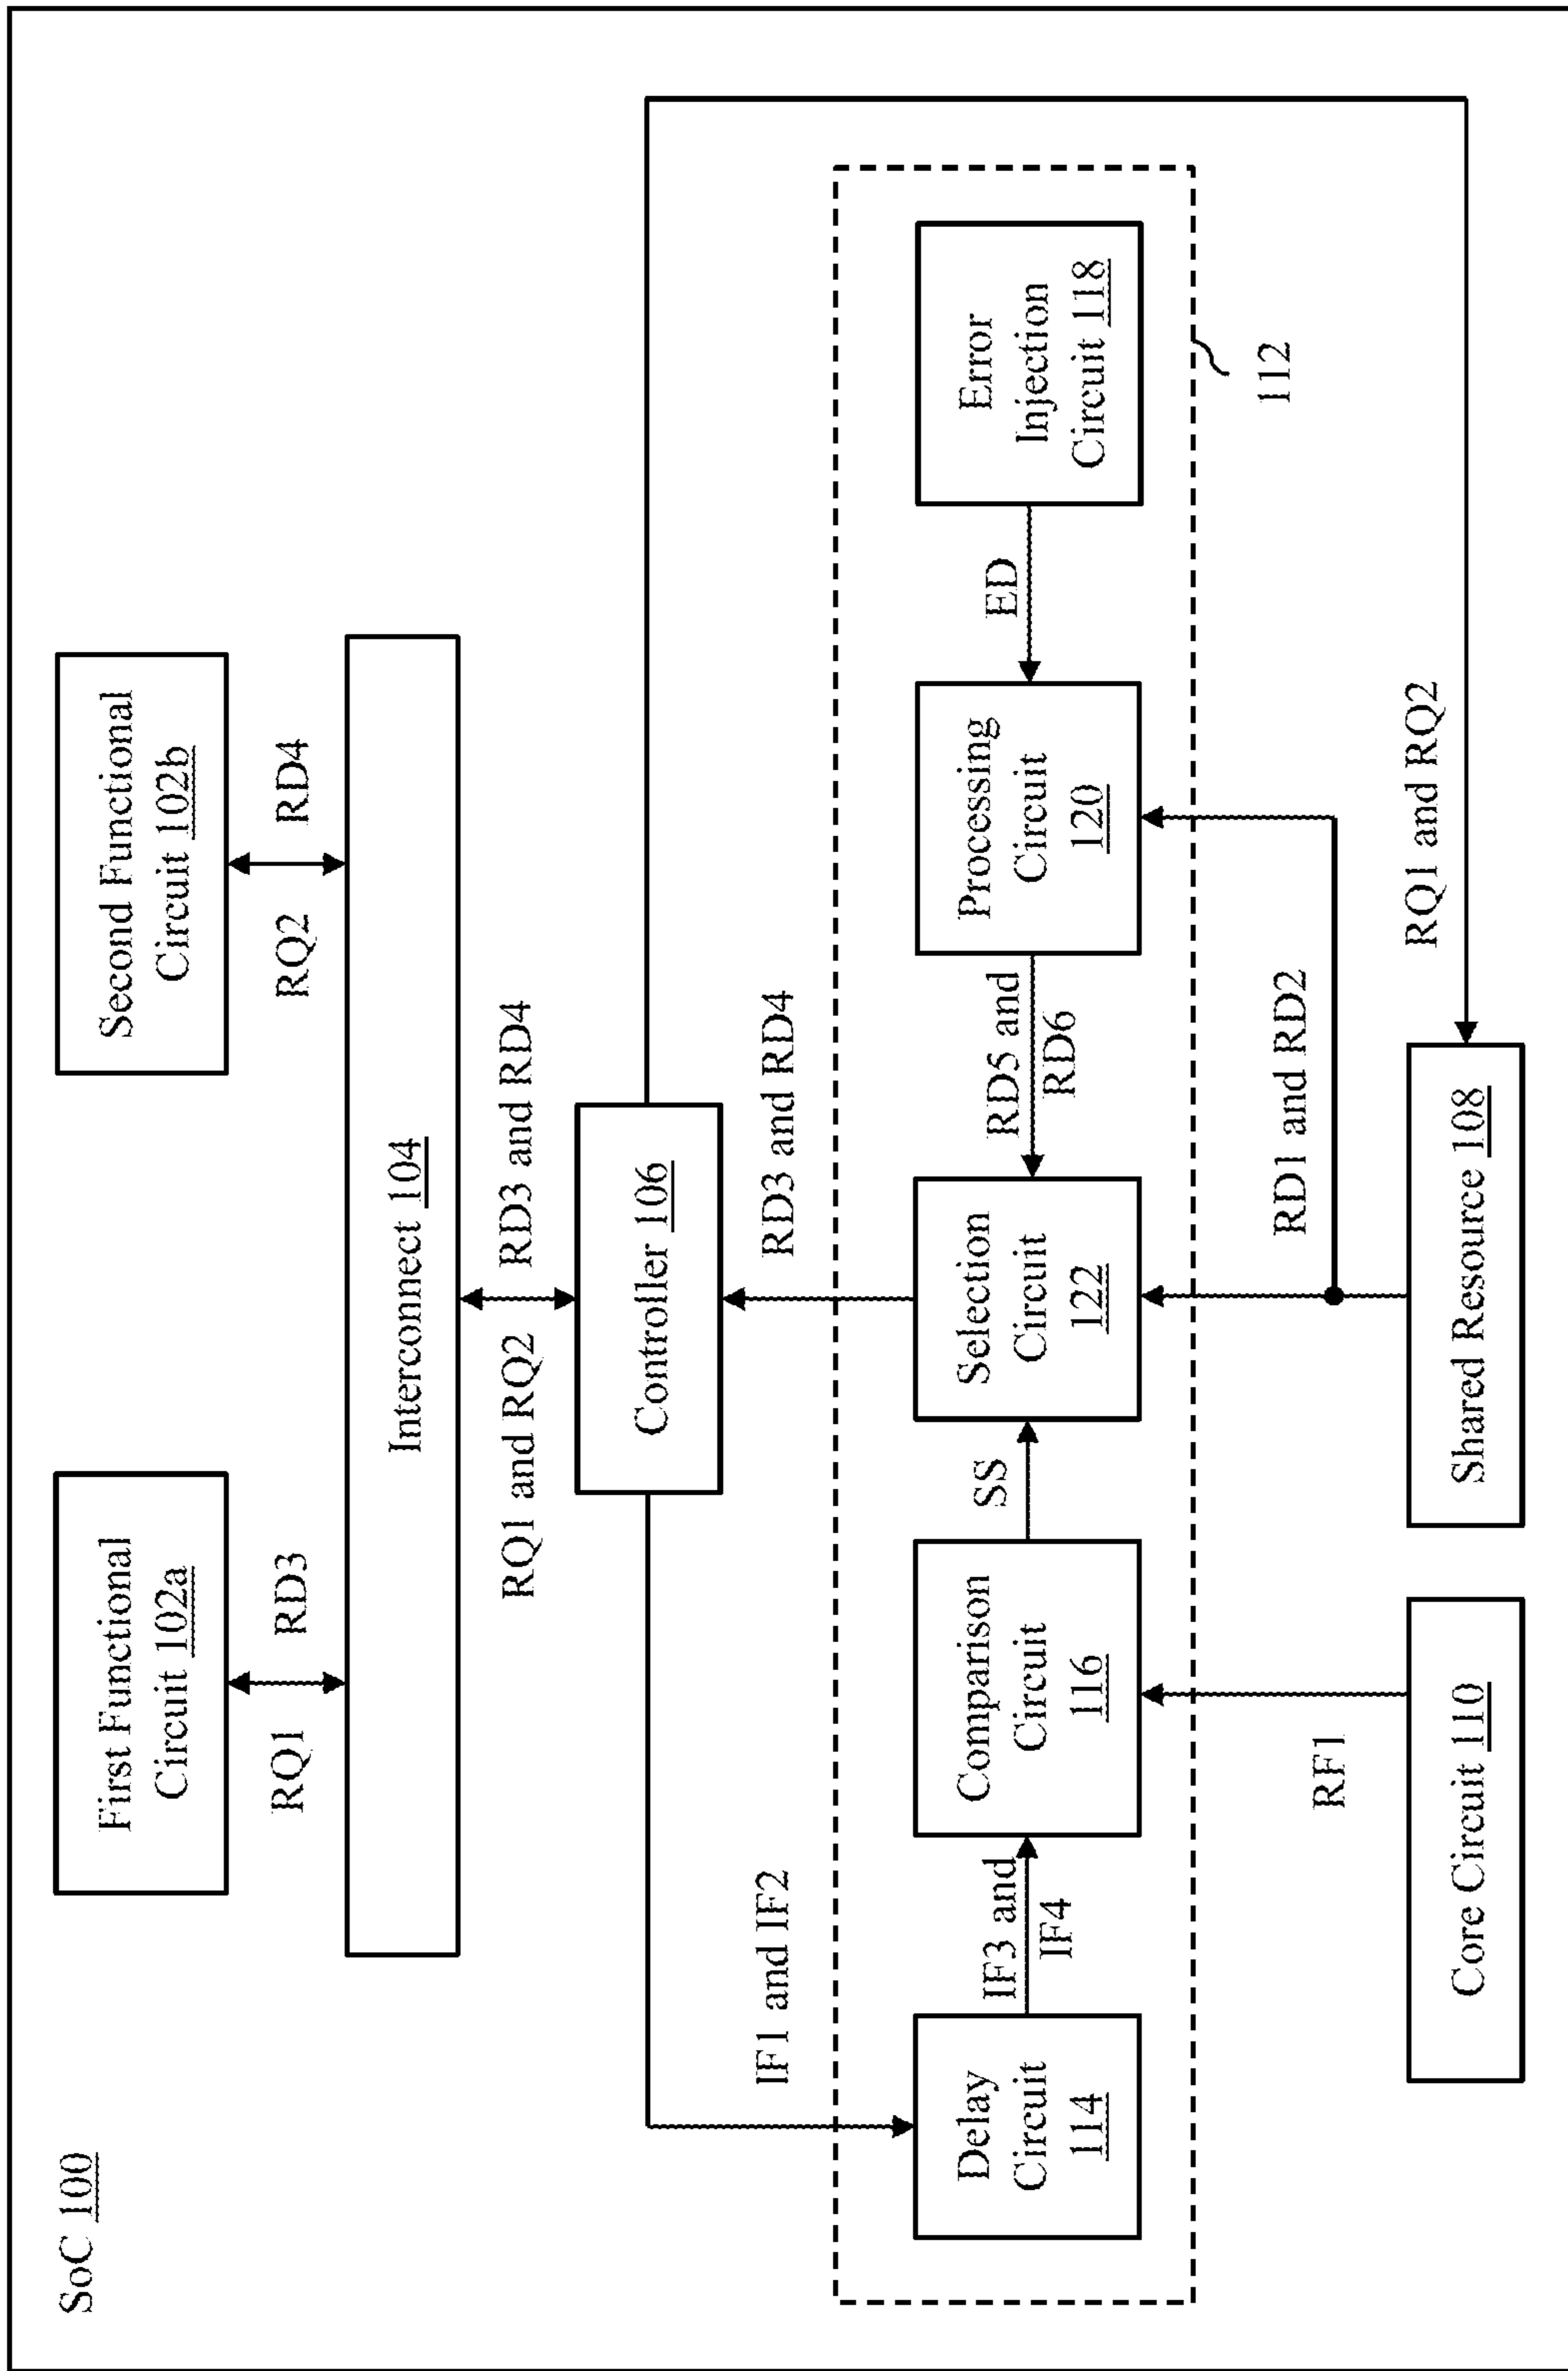 SoC 100
First Functional
Circuit 102a
Second Functional
Circuit 102b
RQ1
RD3
RQ2
RD4
Interconnect 104
RQ1 and RQ2
RD3 and RD4
Controller 106
IF1 and IF2
RD3 and RD4
Delay
Circuit
114
IF3 and
IF4
Comparison
Circuit
116
SS
Selection
Circuit
122
RD5 and
RD6
Processing
Circuit
120
ED
Error
Injection
Circuit 118
112
RF1
RD1 and RD2
RQ1 and RQ2
Core Circuit 110
Shared Resource 108